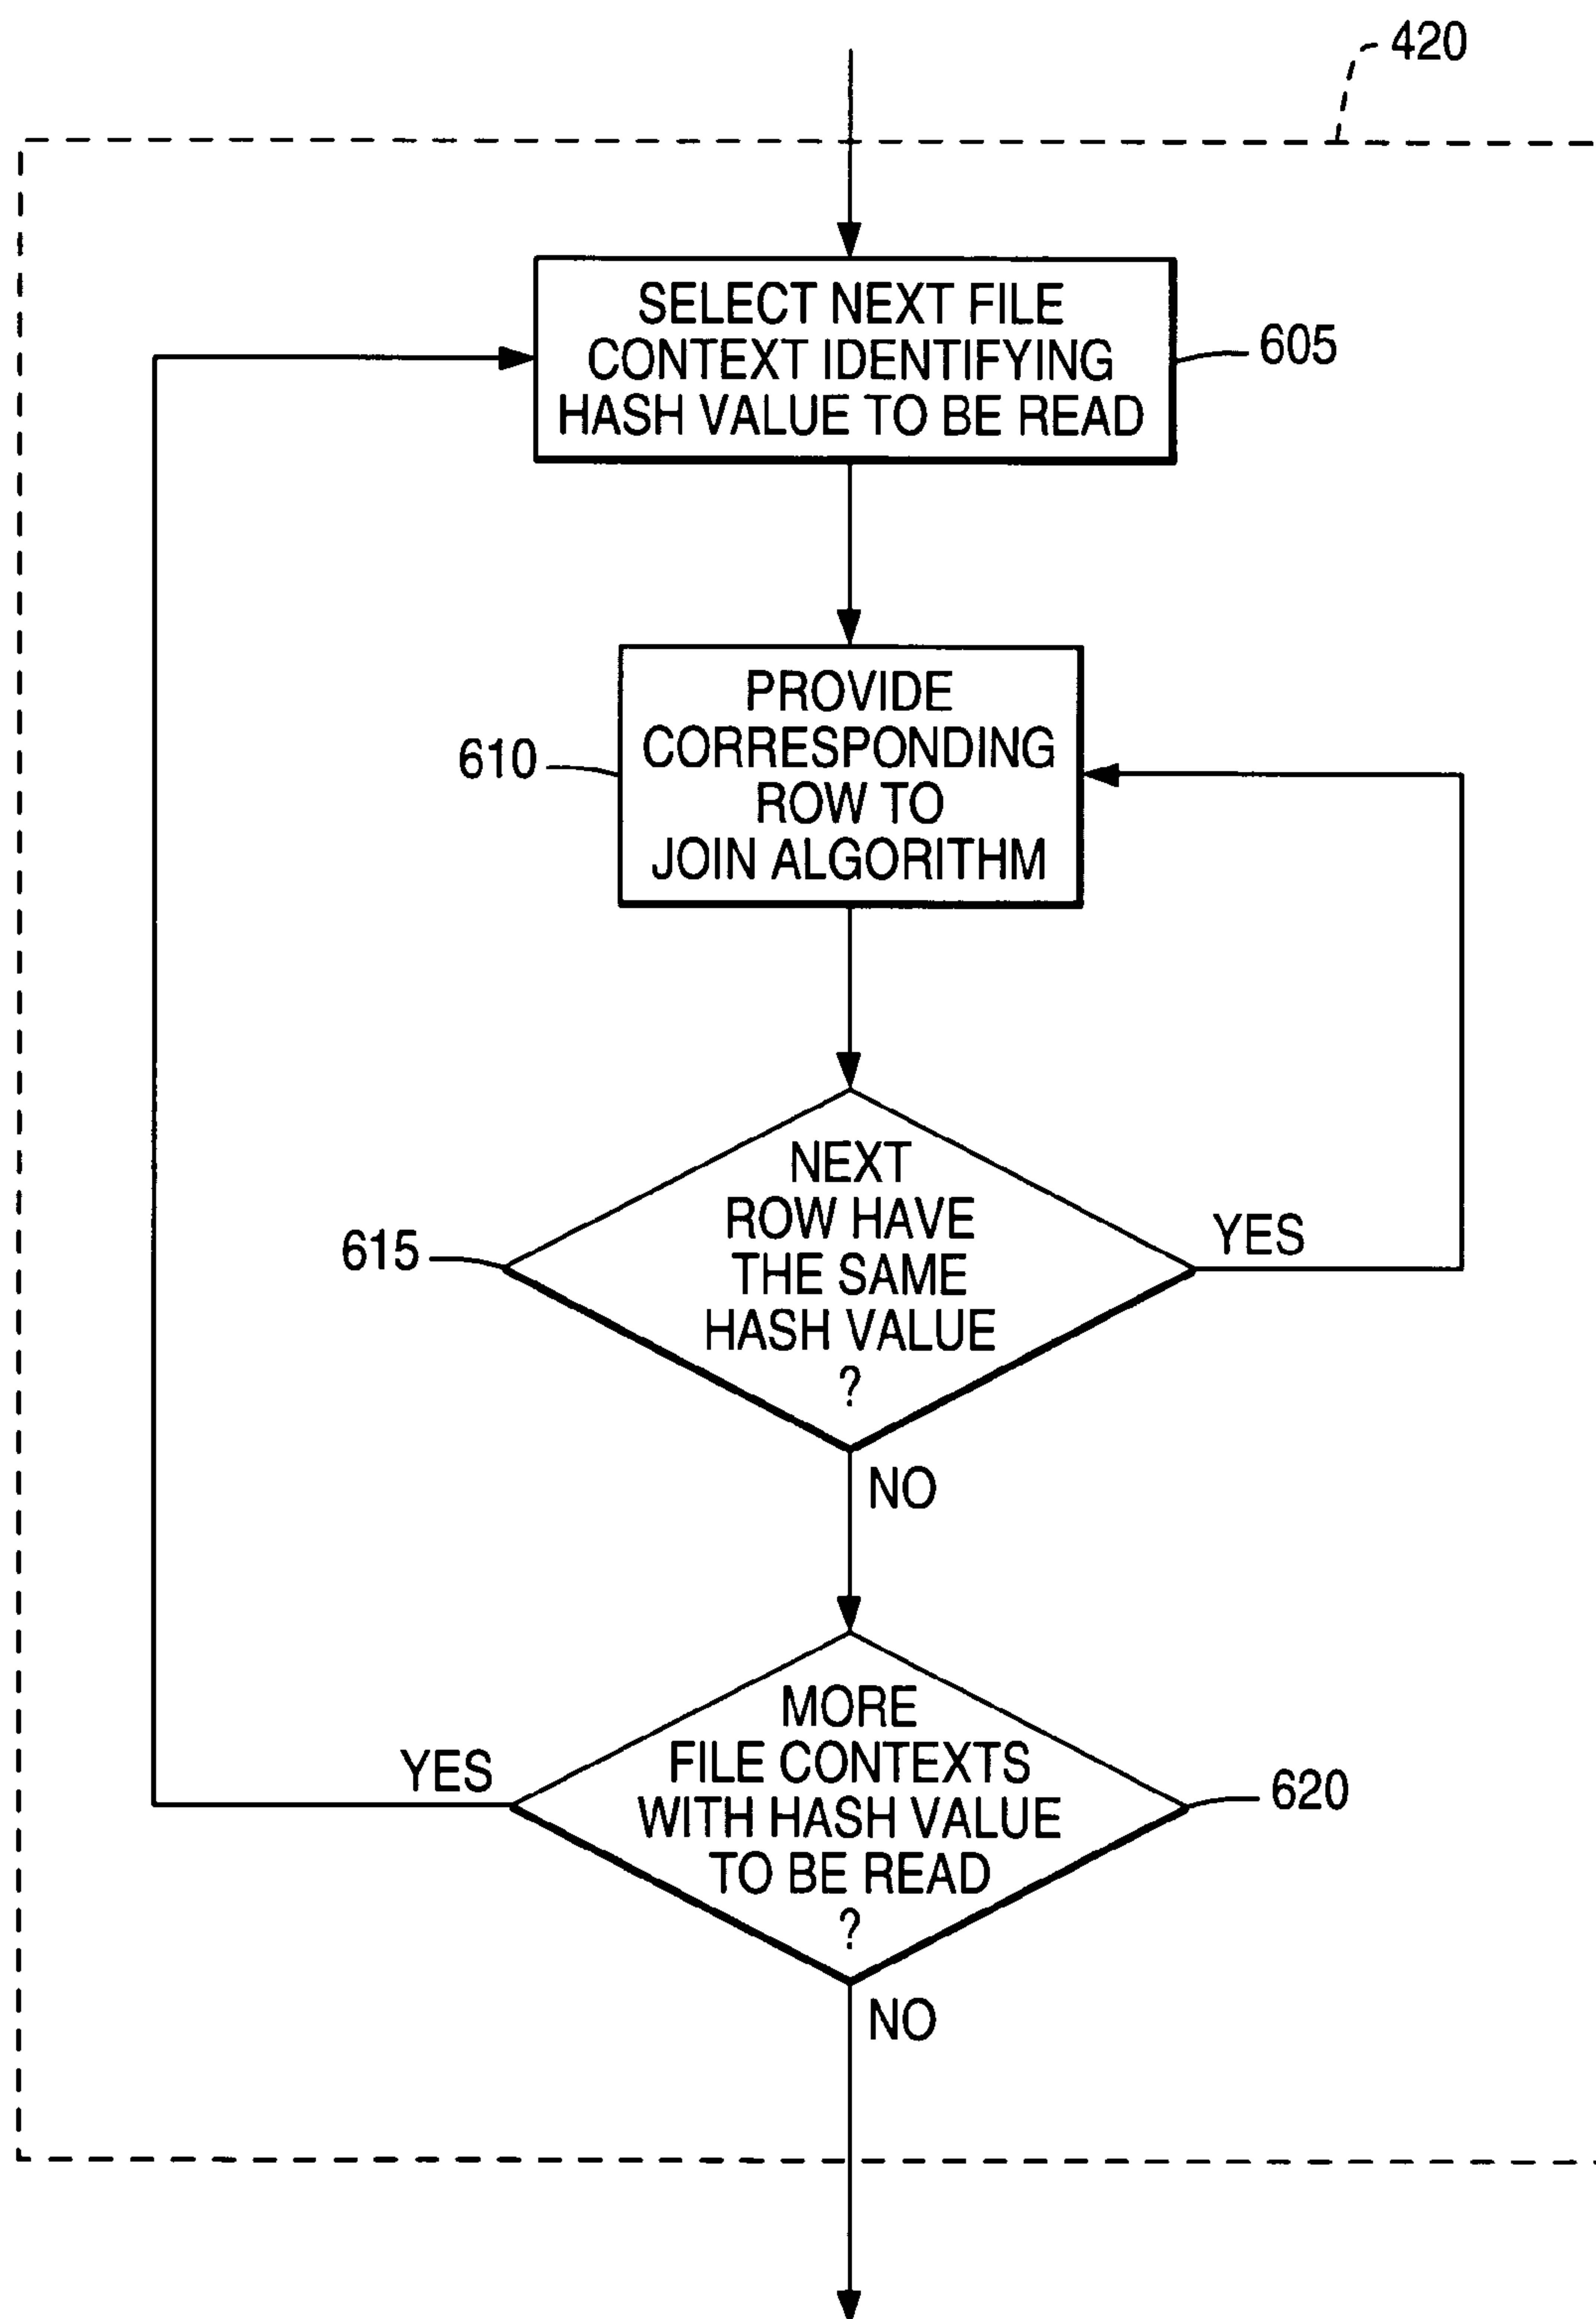 420
SELECT NEXT FILE
CONTEXT IDENTIFYING
HASH VALUE TO BE READ
605
PROVIDE
CORRESPONDING
ROW TO
JOIN ALGORITHM
610
NEXT
ROW HAVE
THE SAME
HASH VALUE
?
615
YES
NO
MORE
FILE CONTEXTS
WITH HASH VALUE
TO BE READ
?
YES
620
NO